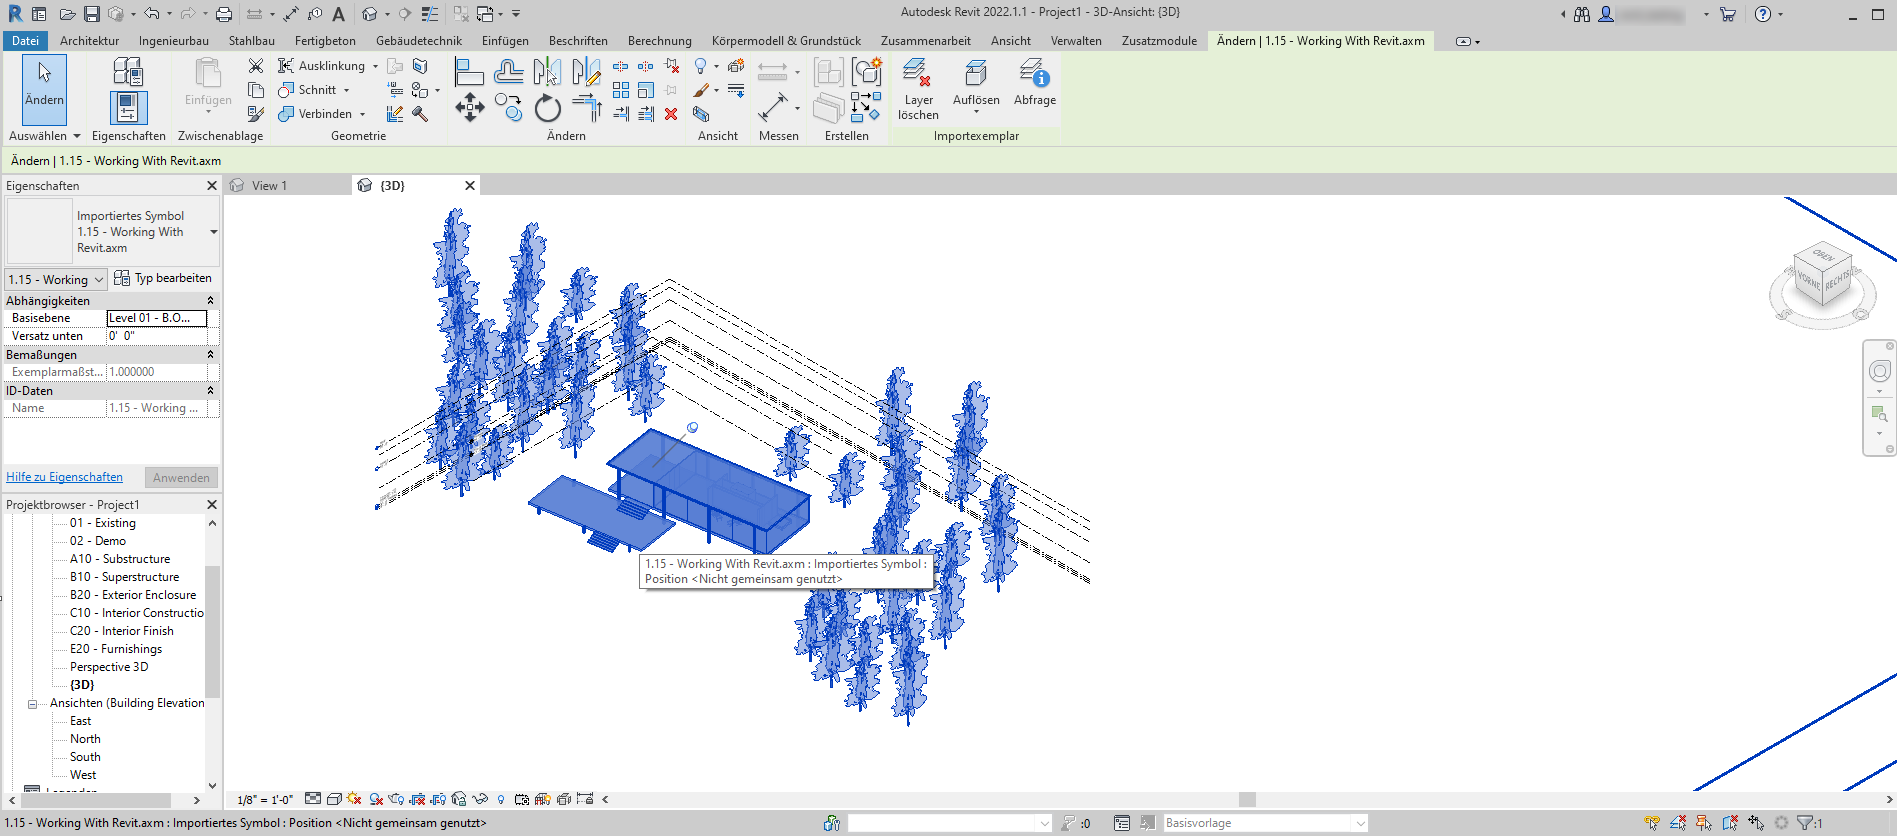 Autodesk Revit 2022.1.1 - Project1 - 3D-Ansicht: {3D}
Datei Architektur Ingenieurbau Stahlbau Fertigbeton Gebäudetechnik Einfügen Beschriften Berechnung Körpermodell & Grundstück Zusammenarbeit Ansicht Verwalten Zusatzmodule Ändern | 1.15 - Working With Revit.axm
Ausklinkung
Schnitt
Verbinden
Ändern
Einfügen
Layer löschen
Auflösen
Abfrage
Auswählen Eigenschaften Zwischenablage Geometrie Ändern Ansicht Messen Erstellen Importexemplar
Ändern | 1.15 - Working With Revit.axm
Eigenschaften
View 1
{3D}
Importiertes Symbol
1.15 - Working With
Revit.axm
1.15 - Working
Typ bearbeiten
Abhängigkeiten
Basisebene Level 01 - B.O...
Versatz unten 0' 0"
Bemaßungen
Exemplarmaßst... 1.000000
ID-Daten
Name 1.15 - Working ...
Hilfe zu Eigenschaften
Anwenden
Projektbrowser - Project1
01 - Existing
02 - Demo
A10 - Substructure
B10 - Superstructure
B20 - Exterior Enclosure
C10 - Interior Constructio
C20 - Interior Finish
E20 - Furnishings
Perspective 3D
{3D}
Ansichten (Building Elevation
East
North
South
West
Legenden
OBEN
VORNE
RECHTS
1.15 - Working With Revit.axm : Importiertes Symbol :
Position <Nicht gemeinsam genutzt>
1/8" = 1'-0"
1.15 - Working With Revit.axm : Importiertes Symbol : Position <Nicht gemeinsam genutzt>
:0
Basisvorlage
:1